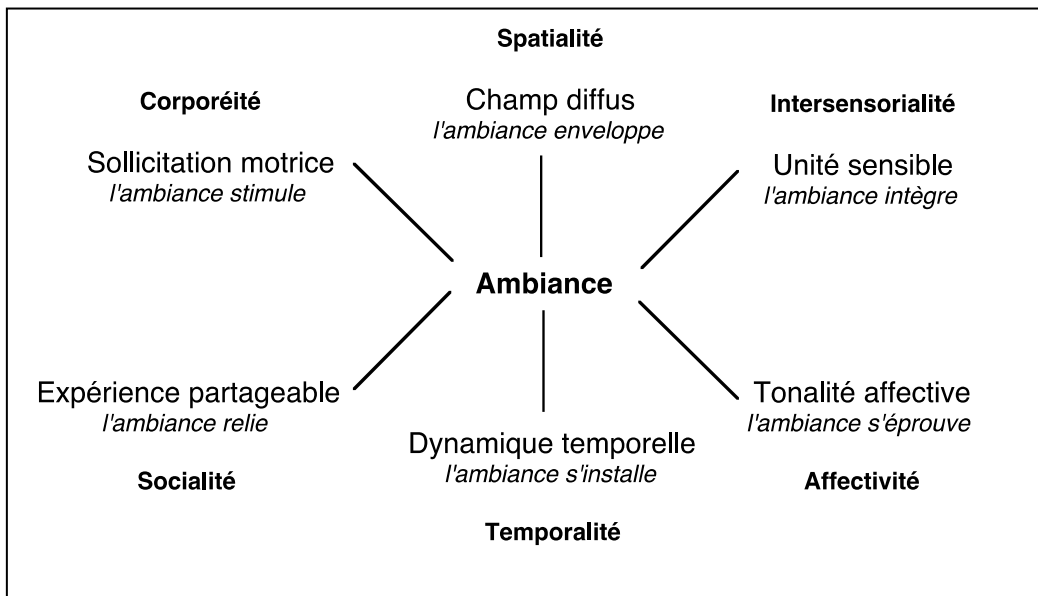 Spatialité
Champ diffus
l'ambiance enveloppe
Corporéité
Sollicitation motrice
l'ambiance stimule
Intersensorialité
Unité sensible
l'ambiance intègre
Ambiance
Expérience partageable
l'ambiance relie
Socialité
Dynamique temporelle
l'ambiance s'installe
Temporalité
Tonalité affective
l'ambiance s'éprouve
Affectivité